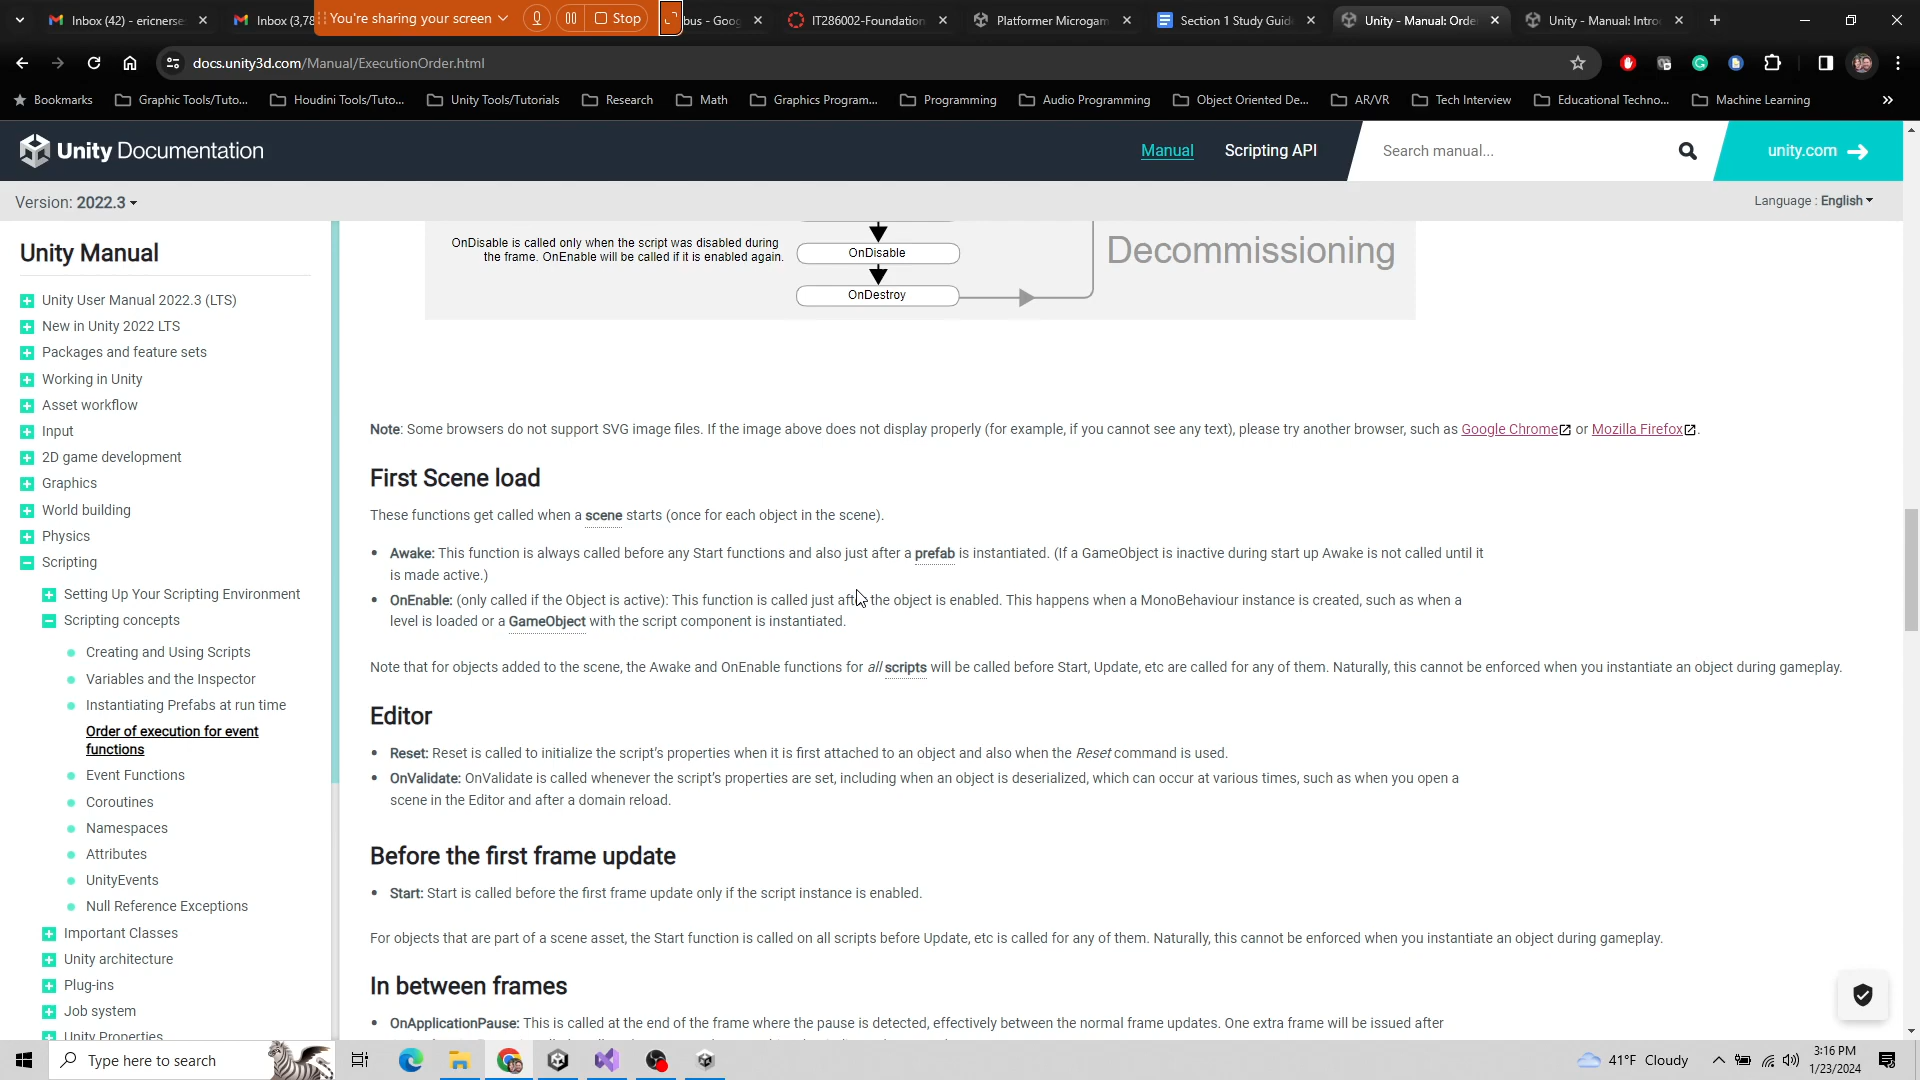 Inbox (42) - ericnerse
Inbox (3,78
You're sharing your screen
Stop
bus - Goo
IT286002-Foundation
Platformer Microgam
Section 1 Study Guid
Unity - Manual: Orde
Unity - Manual: Intro
docs.unity3d.com/Manual/ExecutionOrder.html
Bookmarks
Graphic Tools/Tuto...
Houdini Tools/Tuto...
Unity Tools/Tutorials
Research
Math
Graphics Program...
Programming
Audio Programming
Object Oriented De...
AR/VR
Tech Interview
Educational Techno...
Machine Learning
»
Unity Documentation
Manual
Scripting API
Search manual...
unity.com
Version: 2022.3
Language : English
Unity Manual
Unity User Manual 2022.3 (LTS)
New in Unity 2022 LTS
Packages and feature sets
Working in Unity
Asset workflow
Input
2D game development
Graphics
World building
Physics
Scripting
Setting Up Your Scripting Environment
Scripting concepts
Creating and Using Scripts
Variables and the Inspector
Instantiating Prefabs at run time
Order of execution for event
functions
Event Functions
Coroutines
Namespaces
Attributes
UnityEvents
Null Reference Exceptions
Important Classes
Unity architecture
Plug-ins
Job system
Unity Properties
OnDisable is called only when the script was disabled during
the frame. OnEnable will be called if it is enabled again.
OnDisable
OnDestroy
Decommissioning
Note: Some browsers do not support SVG image files. If the image above does not display properly (for example, if you cannot see any text), please try another browser, such as Google Chrome or Mozilla Firefox.
First Scene load
These functions get called when a scene starts (once for each object in the scene).
Awake: This function is always called before any Start functions and also just after a prefab is instantiated. (If a GameObject is inactive during start up Awake is not called until it
is made active.)
OnEnable: (only called if the Object is active): This function is called just after the object is enabled. This happens when a MonoBehaviour instance is created, such as when a
level is loaded or a GameObject with the script component is instantiated.
Note that for objects added to the scene, the Awake and OnEnable functions for all scripts will be called before Start, Update, etc are called for any of them. Naturally, this cannot be enforced when you instantiate an object during gameplay.
Editor
Reset: Reset is called to initialize the script's properties when it is first attached to an object and also when the Reset command is used.
OnValidate: OnValidate is called whenever the script's properties are set, including when an object is deserialized, which can occur at various times, such as when you open a
scene in the Editor and after a domain reload.
Before the first frame update
Start: Start is called before the first frame update only if the script instance is enabled.
For objects that are part of a scene asset, the Start function is called on all scripts before Update, etc is called for any of them. Naturally, this cannot be enforced when you instantiate an object during gameplay.
In between frames
OnApplicationPause: This is called at the end of the frame where the pause is detected, effectively between the normal frame updates. One extra frame will be issued after
Type here to search
41°F Cloudy
3:16 PM
1/23/2024